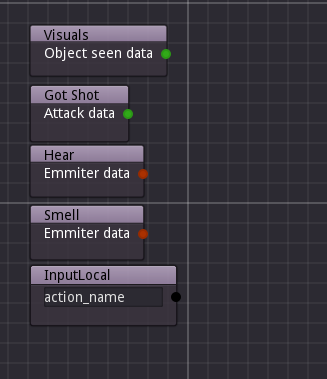 Visuals
Object seen data
Got Shot
Attack data
Hear
Emmiter data
Smell
Emmiter data
InputLocal
action_name